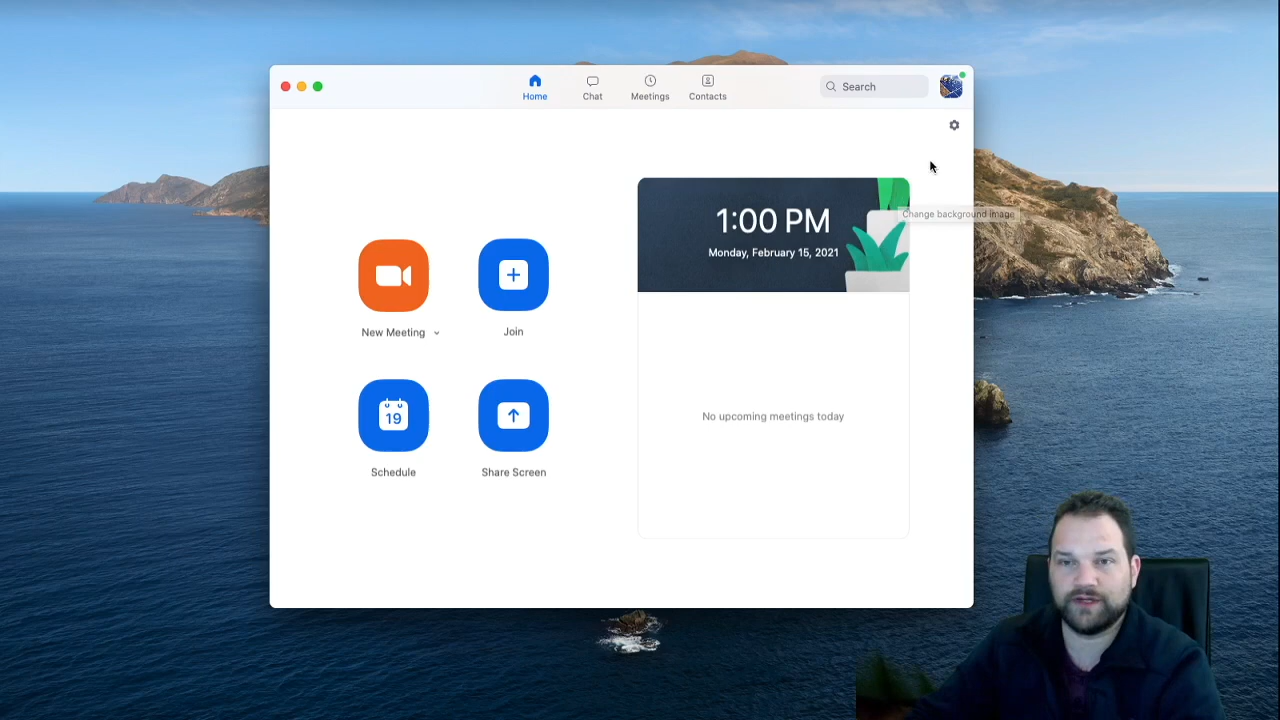 Home
Chat
Meetings
Contacts
Search
1:00 PM
Monday, February 15, 2021
Change background image
New Meeting
Join
19
Schedule
Share Screen
No upcoming meetings today